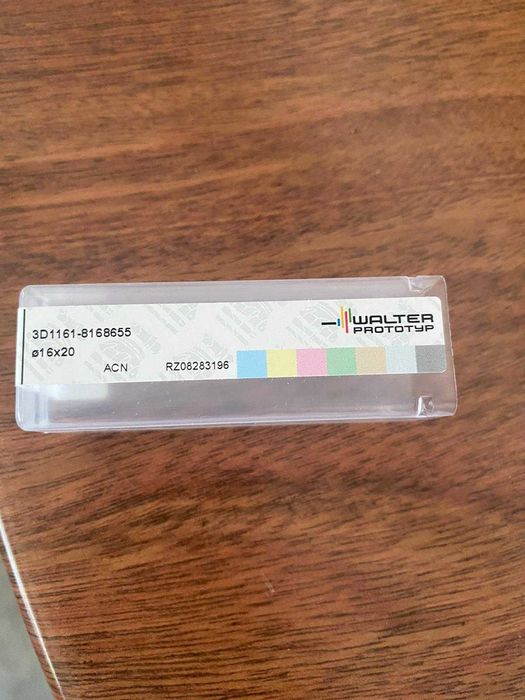 3D1161-8168655
ø16x20
ACN RZ08283196
WALTER
PROTOTYP